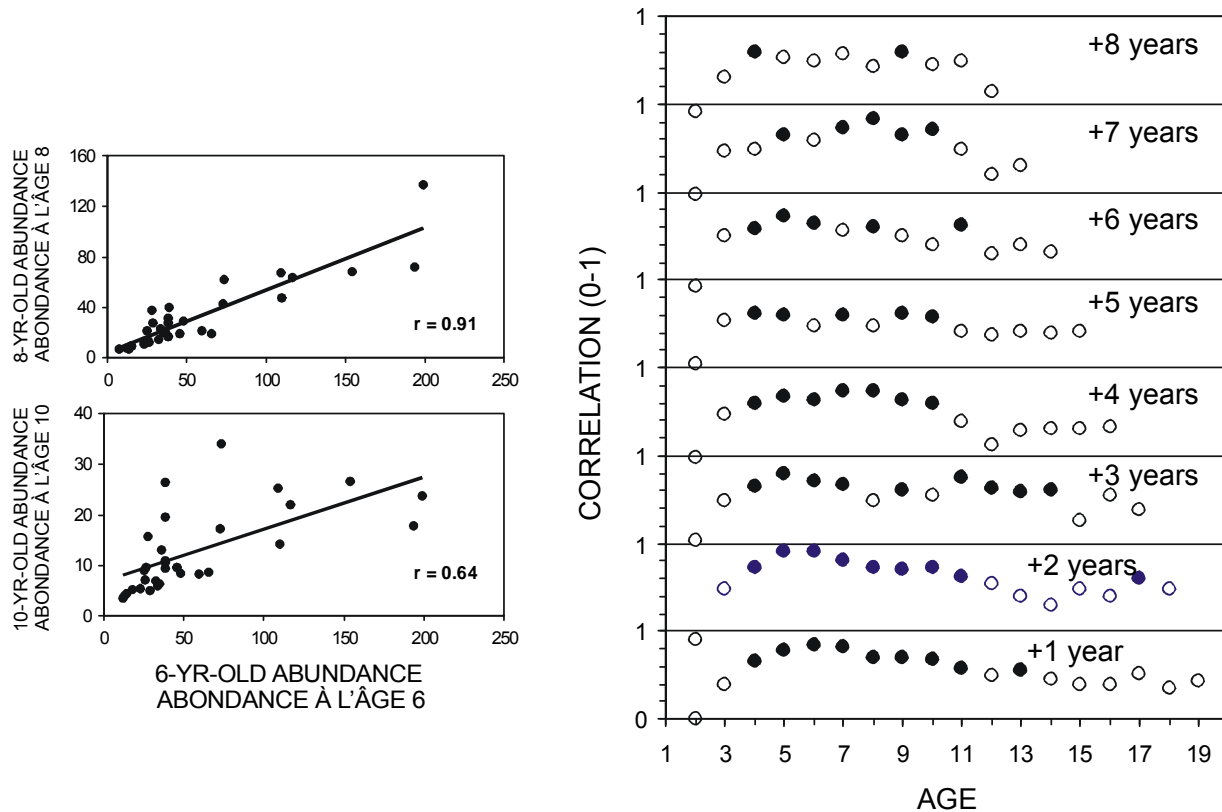 8-YR-OLD ABUNDANCE
ABONDANCE À L'ÂGE 8
160
120
80
40
0
0 50 100 150 200 250
r = 0.91
10-YR-OLD ABUNDANCE
ABONDANCE À L'ÂGE 10
40
30
20
10
0
0 50 100 150 200 250
r = 0.64
6-YR-OLD ABUNDANCE
ABONDANCE À L'ÂGE 6
CORRELATION (0-1)
1
+8 years
1
+7 years
1
+6 years
1
+5 years
1
+4 years
1
+3 years
1
+2 years
1
+1 year
0
1 3 5 7 9 11 13 15 17 19
AGE